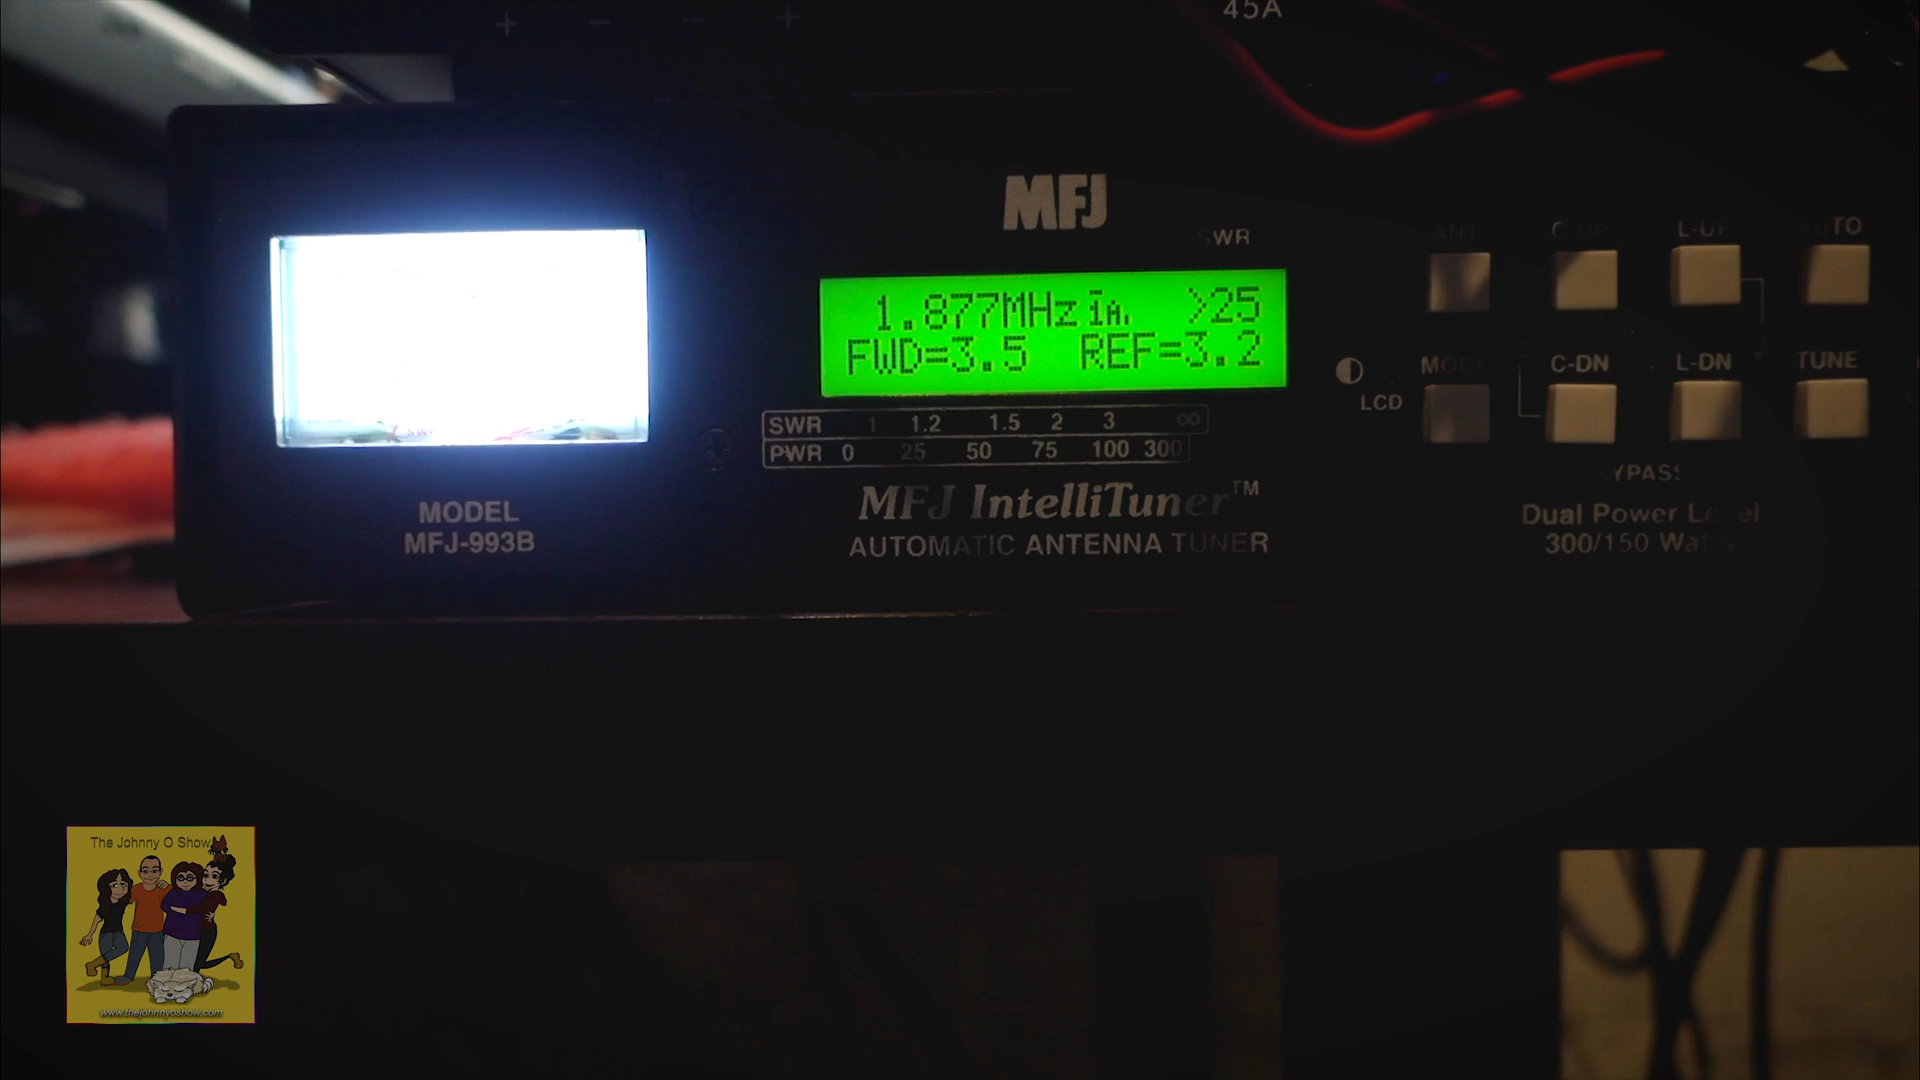 45A
+ − − +
MFJ
SWR
1.877MHz in. >25
FWD=3.5 REF=3.2
ANT C-UP L-UP AUTO
MODE C-DN L-DN TUNE
LCD
SWR 1 1.2 1.5 2 3 ∞
PWR 0 25 50 75 100 300
BYPASS
MFJ IntelliTuner™
AUTOMATIC ANTENNA TUNER
Dual Power Level
300/150 Watts
MODEL
MFJ-993B
The Johnny O Show
www.thejohnnyoshow.com